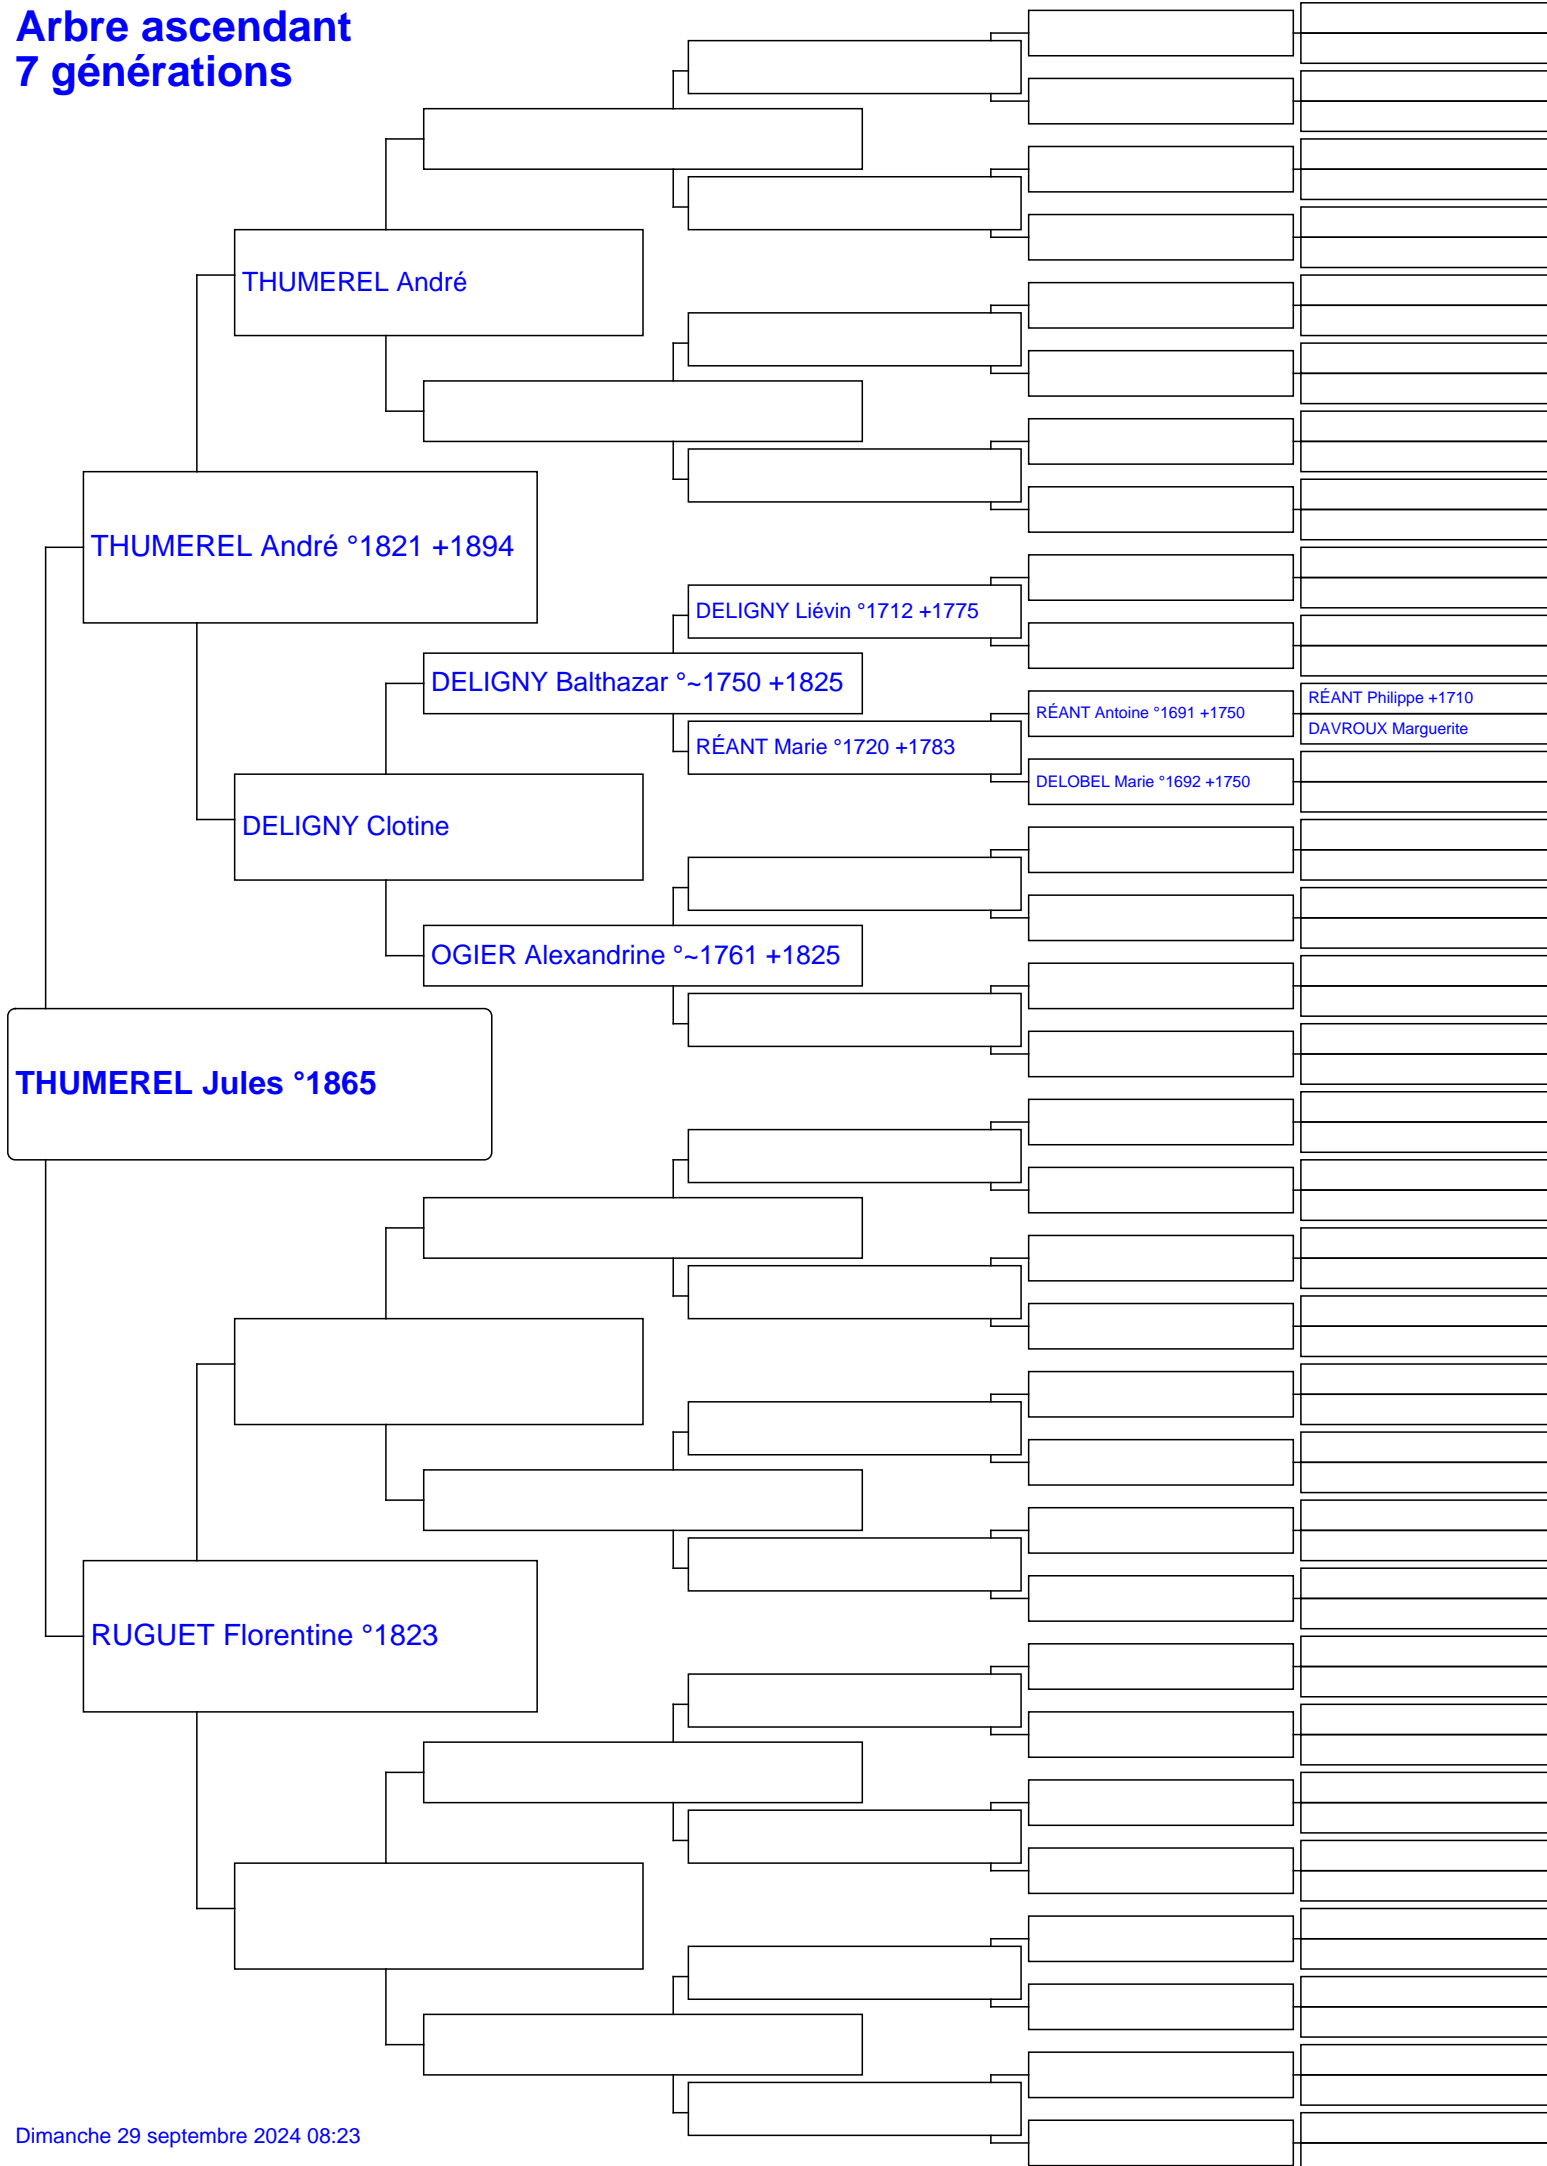 Arbre ascendant
7 générations
THUMEREL André
THUMEREL André °1821 +1894
DELIGNY Liévin °1712 +1775
DELIGNY Balthazar °~1750 +1825
RÉANT Philippe +1710
RÉANT Antoine °1691 +1750
DAVROUX Marguerite
RÉANT Marie °1720 +1783
DELOBEL Marie °1692 +1750
DELIGNY Clotine
OGIER Alexandrine °~1761 +1825
THUMEREL Jules °1865
RUGUET Florentine °1823
Dimanche 29 septembre 2024 08:23